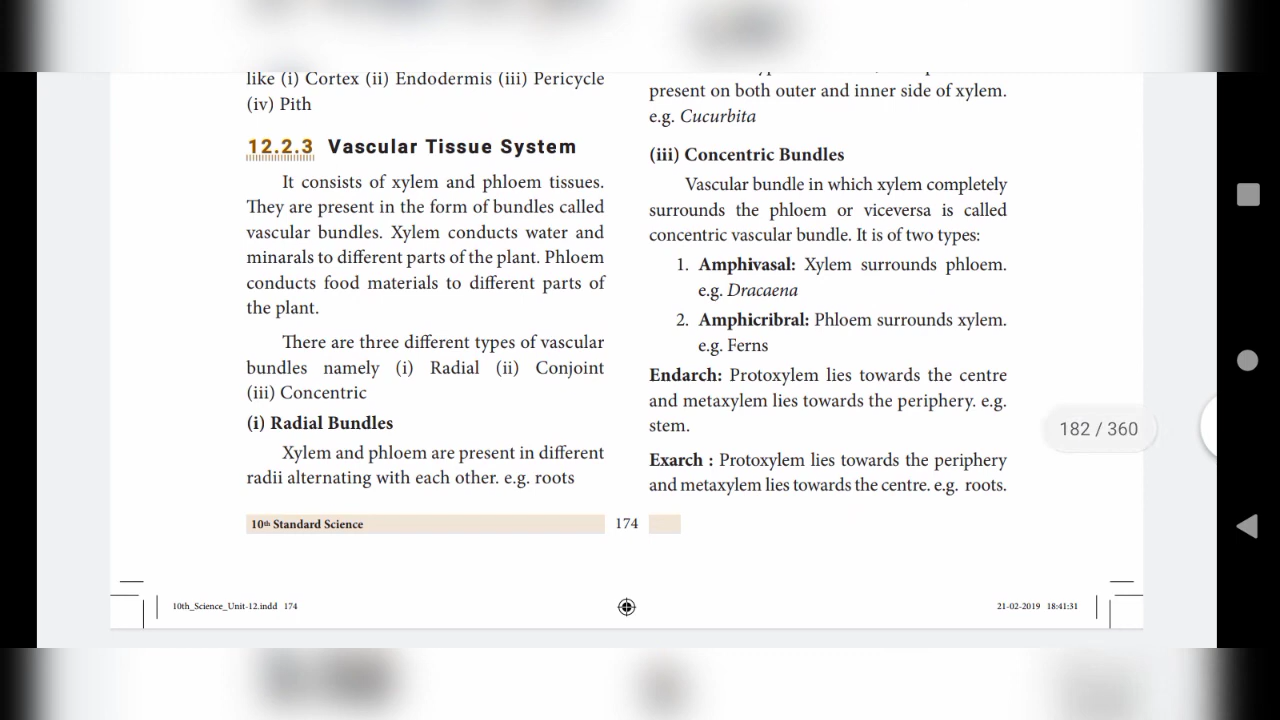 like (i) Cortex (ii) Endodermis (iii) Pericycle
(iv) Pith
12.2.3 Vascular Tissue System
It consists of xylem and phloem tissues.
They are present in the form of bundles called
vascular bundles. Xylem conducts water and
minarals to different parts of the plant. Phloem
conducts food materials to different parts of
the plant.
There are three different types of vascular
bundles namely (i) Radial (ii) Conjoint
(iii) Concentric
(i) Radial Bundles
Xylem and phloem are present in different
radii alternating with each other. e.g. roots
present on both outer and inner side of xylem.
e.g. Cucurbita
(iii) Concentric Bundles
Vascular bundle in which xylem completely
surrounds the phloem or viceversa is called
concentric vascular bundle. It is of two types:
1. Amphivasal: Xylem surrounds phloem.
e.g. Dracaena
2. Amphicribral: Phloem surrounds xylem.
e.g. Ferns
Endarch: Protoxylem lies towards the centre
and metaxylem lies towards the periphery. e.g.
stem.
Exarch : Protoxylem lies towards the periphery
and metaxylem lies towards the centre. e.g. roots.
182 / 360
10th Standard Science
174
10th_Science_Unit-12.indd 174
21-02-2019 18:41:31